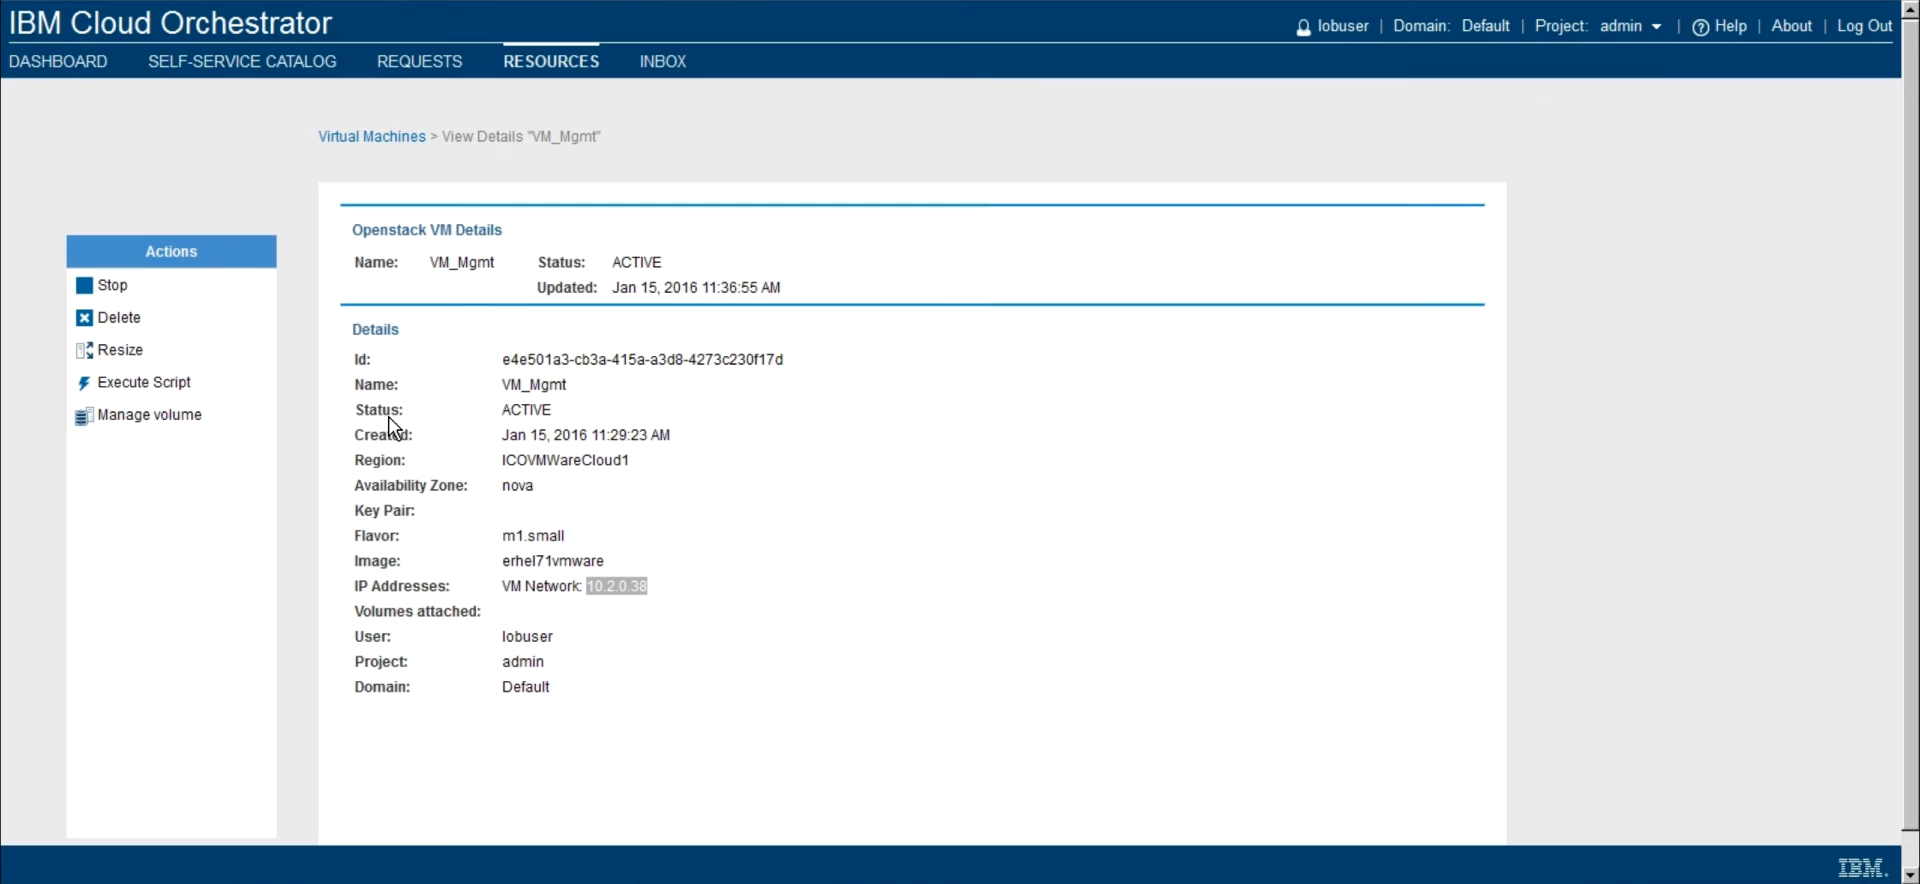 IBM Cloud Orchestrator
lobuser | Domain: Default | Project: admin | Help | About | Log Out
DASHBOARD SELF-SERVICE CATALOG REQUESTS RESOURCES INBOX
Virtual Machines > View Details "VM_Mgmt"
Actions
Stop
Delete
Resize
Execute Script
Manage volume
Openstack VM Details
Name: VM_Mgmt Status: ACTIVE
Updated: Jan 15, 2016 11:36:55 AM
Details
Id: e4e501a3-cb3a-415a-a3d8-4273c230f17d
Name: VM_Mgmt
Status: ACTIVE
Created: Jan 15, 2016 11:29:23 AM
Region: ICOVMWareCloud1
Availability Zone: nova
Key Pair:
Flavor: m1.small
Image: erhel71vmware
IP Addresses: VM Network: 10.2.0.38
Volumes attached:
User: lobuser
Project: admin
Domain: Default
IBM.